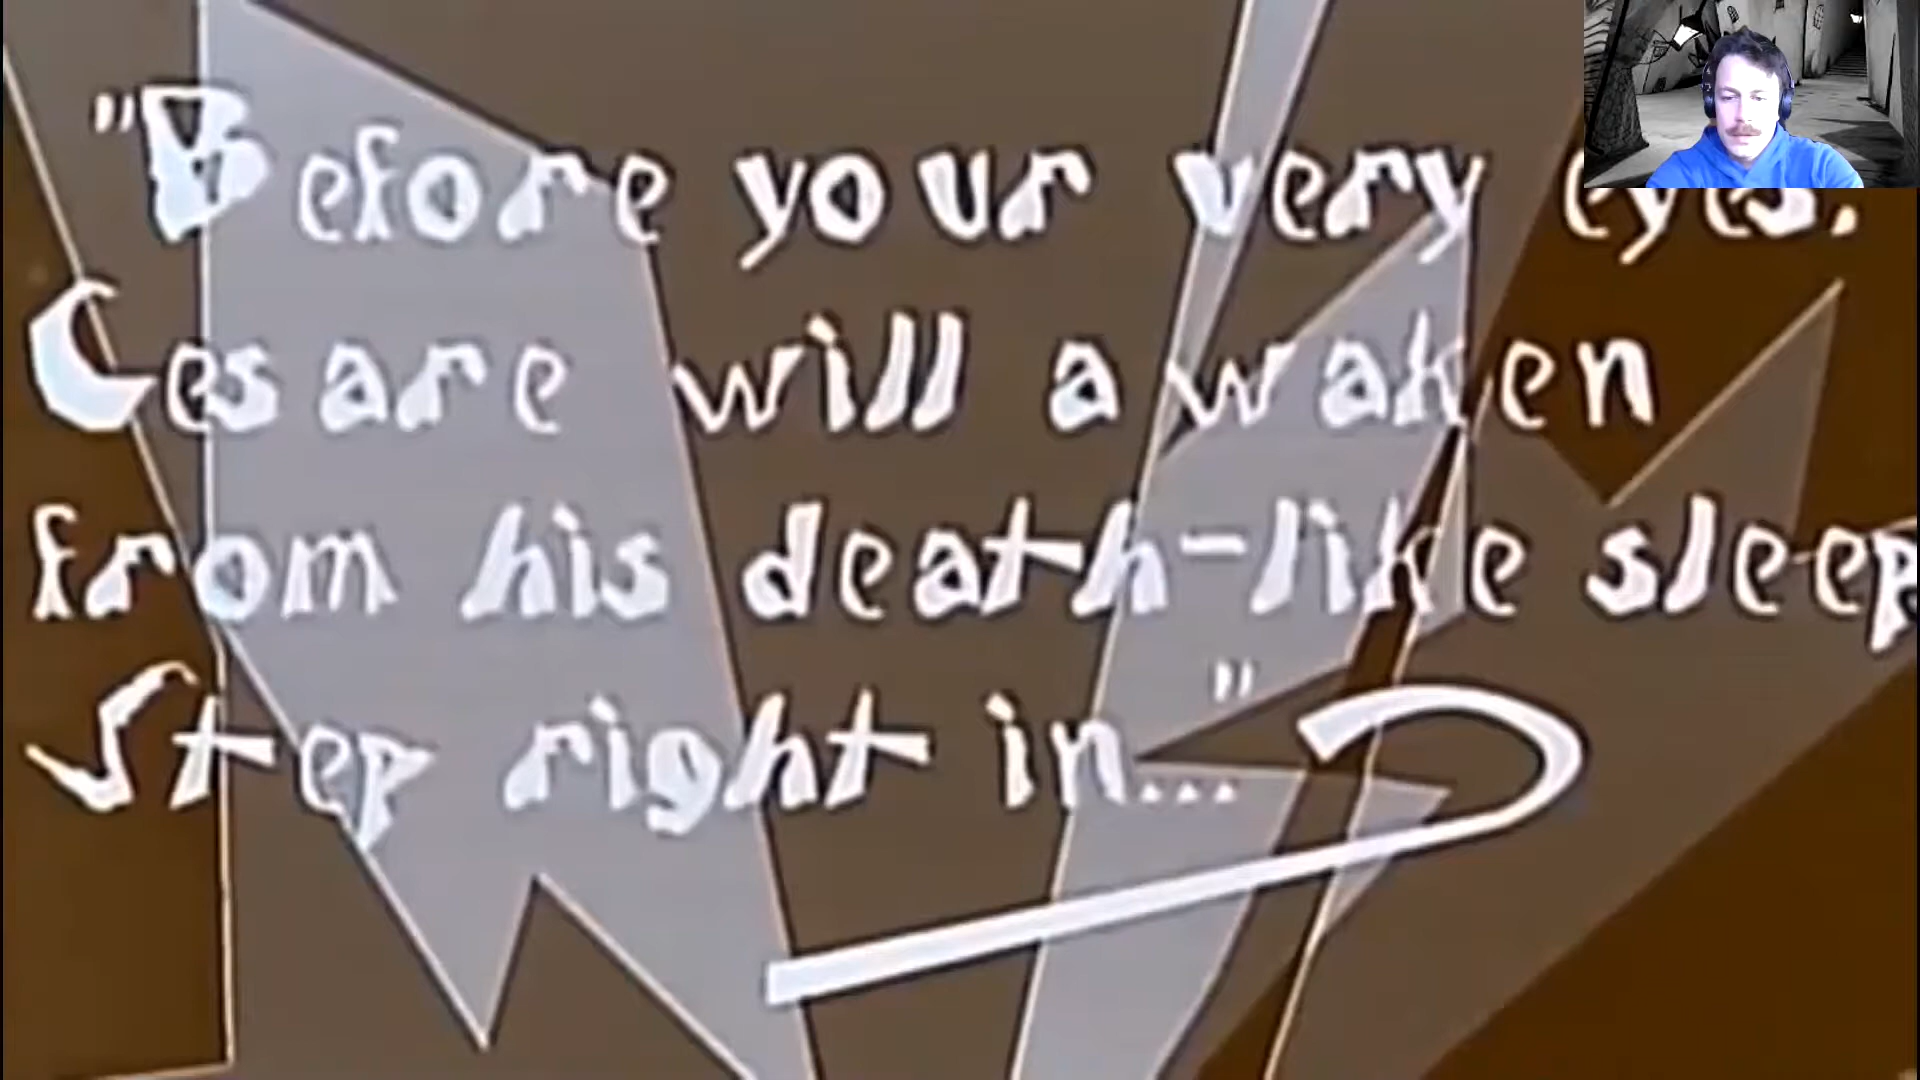 "Before your very eyes,
Cesare will awaken
from his death-like sleep
Step right in..."